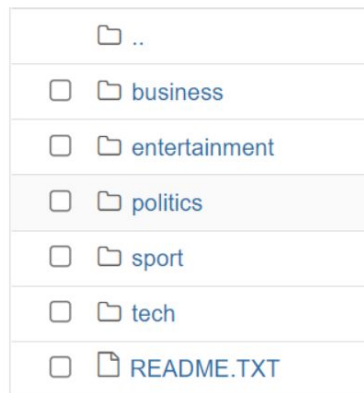 ..
business
entertainment
politics
sport
tech
README.TXT